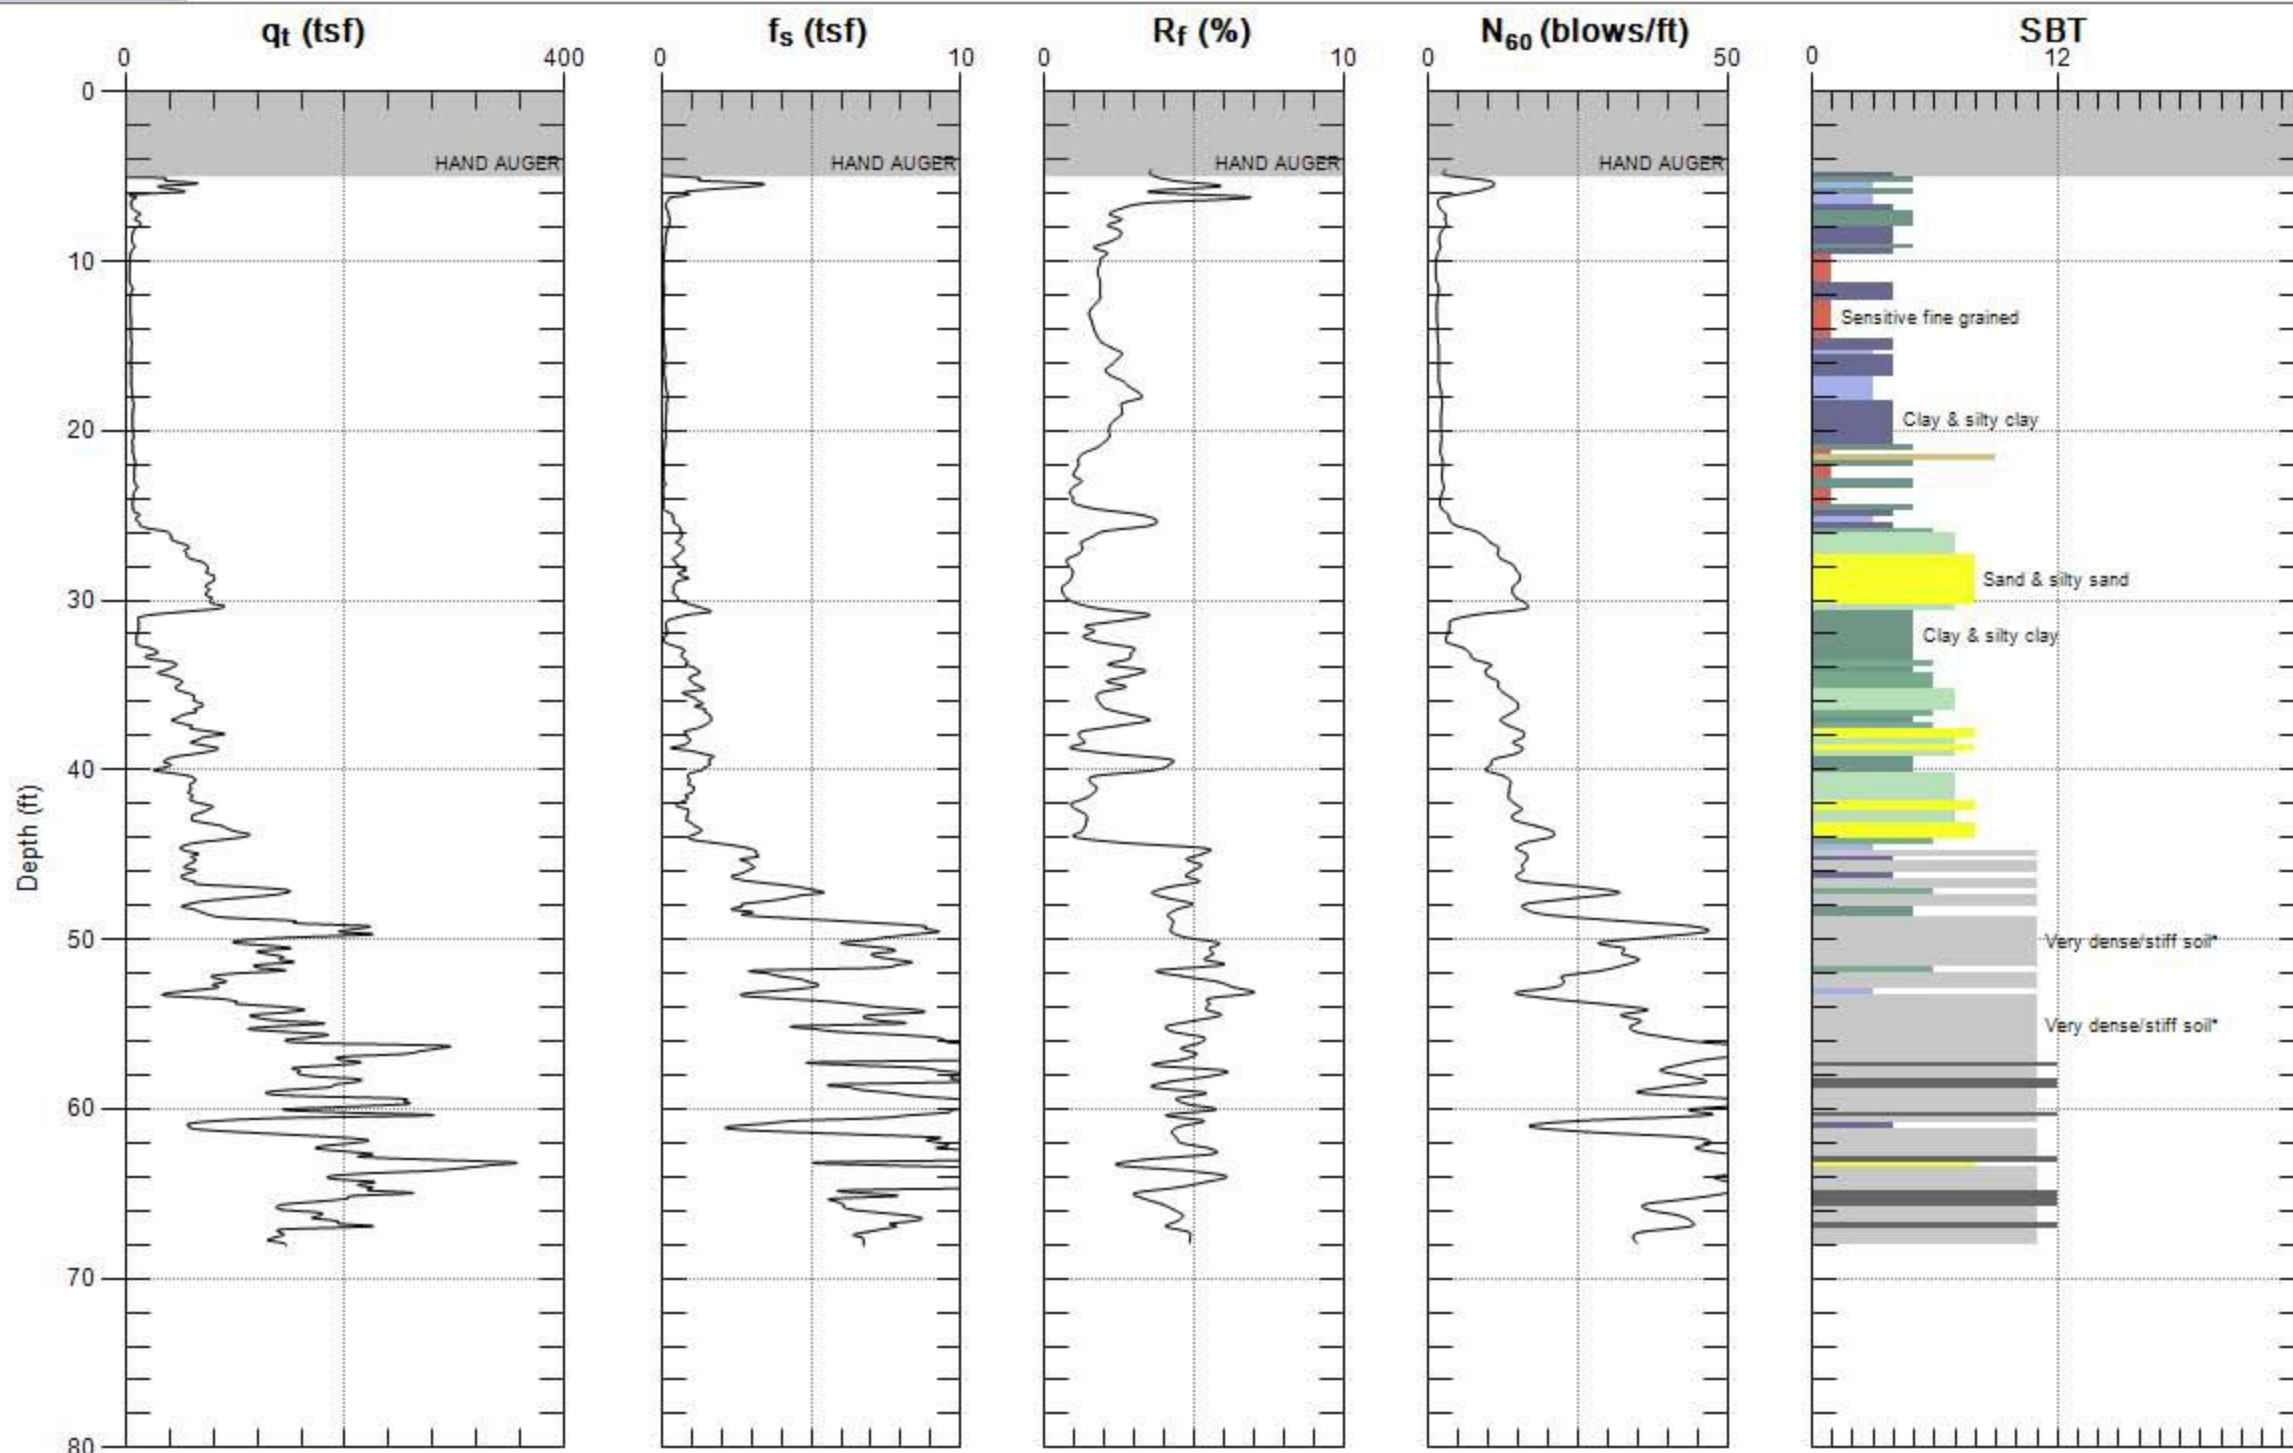 qt (tsf) fs (tsf) Rf (%) N60 (blows/ft) SBT
0 400 0 10 0 10 0 50 0 12
0
HAND AUGER HAND AUGER HAND AUGER HAND AUGER
10
Sensitive fine grained
Clay & silty clay
20
Sand & silty sand
30
Clay & silty clay
40
Depth (ft)
50
Very dense/stiff soil*
Very dense/stiff soil*
60
70
80